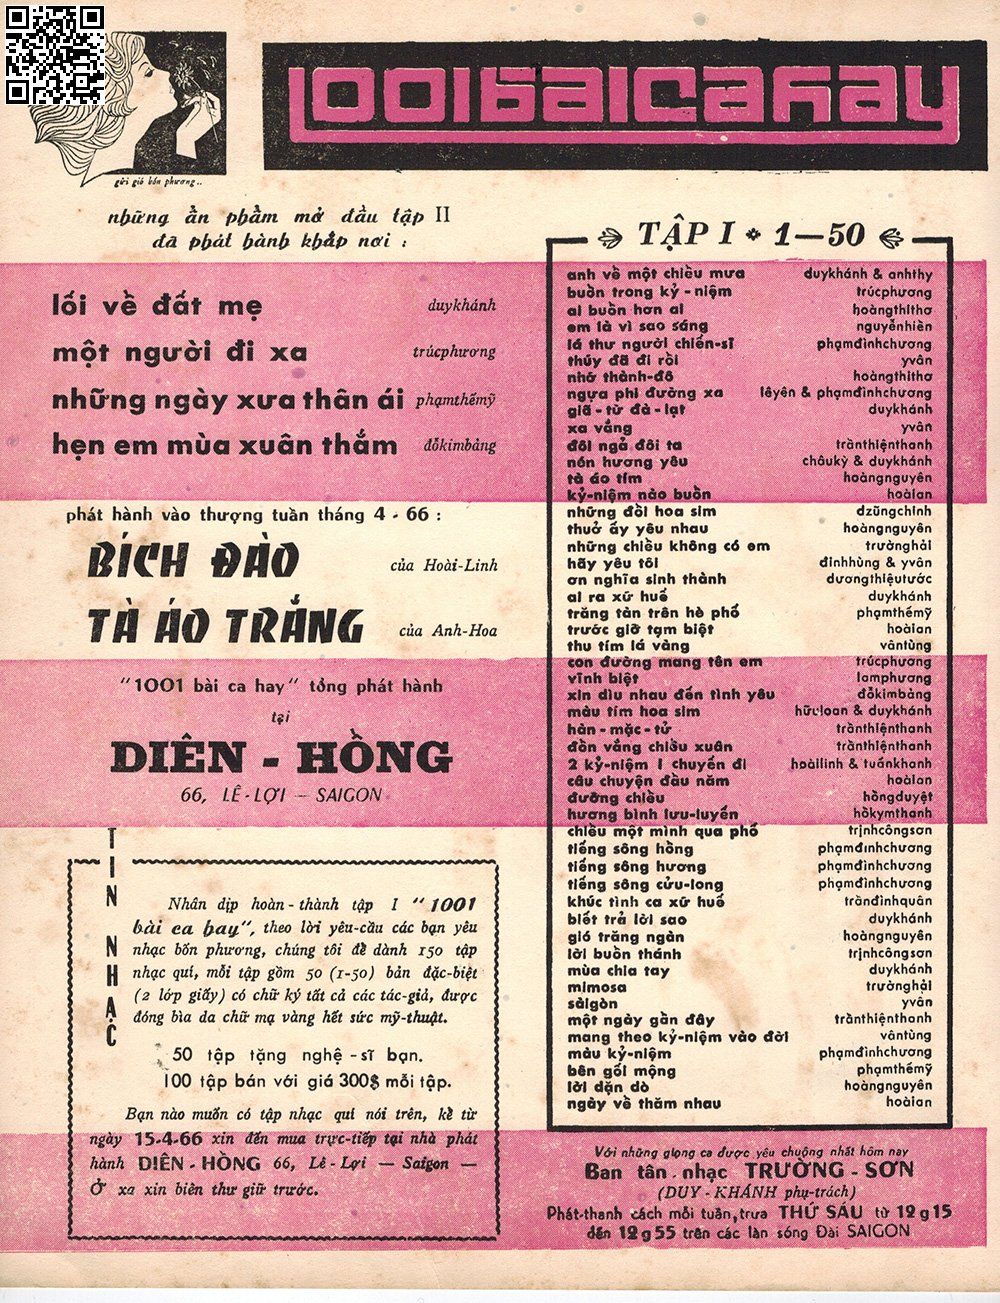 1001 bài ca hay
gửi gió bốn phương..
những ấn phẩm mở đầu tập II
đã phát hành khắp nơi :
lối về đất mẹ duykhánh
một người đi xa trúcphương
những ngày xưa thân ái phạmthếmỹ
hẹn em mùa xuân thắm đỗkimbảng
phát hành vào thượng tuần tháng 4 - 66 :
BÍCH ĐÀO của Hoài-Linh
TÀ ÁO TRẮNG của Anh-Hoa
"1001 bài ca hay" tổng phát hành
tại
DIÊN - HỒNG
66, LÊ-LỢI — SAIGON
TIN NHẠC
Nhân dịp hoàn-thành tập I "1001
bài ca hay", theo lời yêu-cầu các bạn yêu
nhạc bốn phương, chúng tôi để dành 150 tập
nhạc quí, mỗi tập gồm 50 (1-50) bản đặc-biệt
(2 lớp giấy) có chữ ký tất cả các tác-giả, được
đóng bìa da chữ mạ vàng hết sức mỹ-thuật.
50 tập tặng nghệ-sĩ bạn.
100 tập bán với giá 300$ mỗi tập.
Bạn nào muốn có tập nhạc quí nói trên, kể từ
ngày 15-4-66 xin đến mua trực-tiếp tại nhà phát
hành DIÊN-HỒNG 66, Lê-Lợi — Saigon —
Ở xa xin biên thư giữ trước.
TẬP I * 1—50
anh về một chiều mưa duykhánh & anhthy
buồn trong kỷ-niệm trúcphương
ai buồn hơn ai hoàngthithơ
em là vì sao sáng nguyễnhiền
lá thư người chiến-sĩ phạmđìnhchương
thúy đã đi rồi yvân
nhớ thành-đô hoàngthithơ
ngựa phi đường xa lêyên & phạmđìnhchương
giã-từ đà-lạt duykhánh
xa vắng yvân
đôi ngả đôi ta trầnthiệnthanh
nón hương yêu châukỳ & duykhánh
tà áo tím hoàngnguyên
kỷ-niệm nào buồn hoàian
những đồi hoa sim dzũngchinh
thuở ấy yêu nhau hoàngnguyên
những chiều không có em trườnghải
hãy yêu tôi đinhhùng & yvân
ơn nghĩa sinh thành dươngthiệutước
ai ra xứ huế duykhánh
trăng tàn trên hè phố phạmthếmỹ
trước giờ tạm biệt hoàian
thu tím lá vàng vântùng
con đường mang tên em trúcphương
vĩnh biệt lamphương
xin dìu nhau đến tình yêu đỗkimbảng
màu tím hoa sim hữuloan & duykhánh
hàn-mặc-tử trầnthiệnthanh
đồn vắng chiều xuân trầnthiệnthanh
2 kỷ-niệm 1 chuyến đi hoàilinh & tuấnkhanh
câu chuyện đầu năm hoàian
đường chiều hồngduyệt
hương bình lưu-luyến hồkymthanh
chiều một mình qua phố trịnhcôngsơn
tiếng sông hồng phạmđìnhchương
tiếng sông hương phạmđìnhchương
tiếng sông cửu-long phạmđìnhchương
khúc tình ca xứ huế trầnđìnhquân
biết trả lời sao duykhánh
gió trăng ngàn hoàngnguyên
lời buồn thánh trịnhcôngsơn
mùa chia tay duykhánh
mimosa trườnghải
sàigòn yvân
một ngày gần đây trầnthiệnthanh
mang theo kỷ-niệm vào đời vântùng
màu kỷ-niệm phạmđìnhchương
bên gối mộng phạmthếmỹ
lời dặn dò hoàngnguyên
ngày về thăm nhau hoàian
Với những giọng ca được yêu chuộng nhất hôm nay
Ban tân-nhạc TRƯỜNG-SƠN
(DUY-KHÁNH phụ-trách)
Phát-thanh cách mỗi tuần, trưa THỨ SÁU từ 12g15
đến 12g55 trên các làn sóng Đài SAIGON